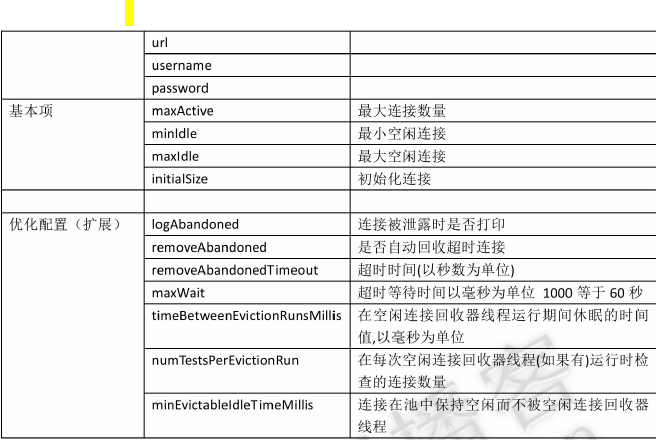 url
username
password
基本项 maxActive 最大连接数量
minIdle 最小空闲连接
maxIdle 最大空闲连接
initialSize 初始化连接
优化配置（扩展） logAbandoned 连接被泄露时是否打印
removeAbandoned 是否自动回收超时连接
removeAbandonedTimeout 超时时间(以秒数为单位)
maxWait 超时等待时间以毫秒为单位 1000 等于 60 秒
timeBetweenEvictionRunsMillis 在空闲连接回收器线程运行期间休眠的时间
值,以毫秒为单位
numTestsPerEvictionRun 在每次空闲连接回收器线程(如果有)运行时检
查的连接数量
minEvictableIdleTimeMillis 连接在池中保持空闲而不被空闲连接回收器
线程
播客